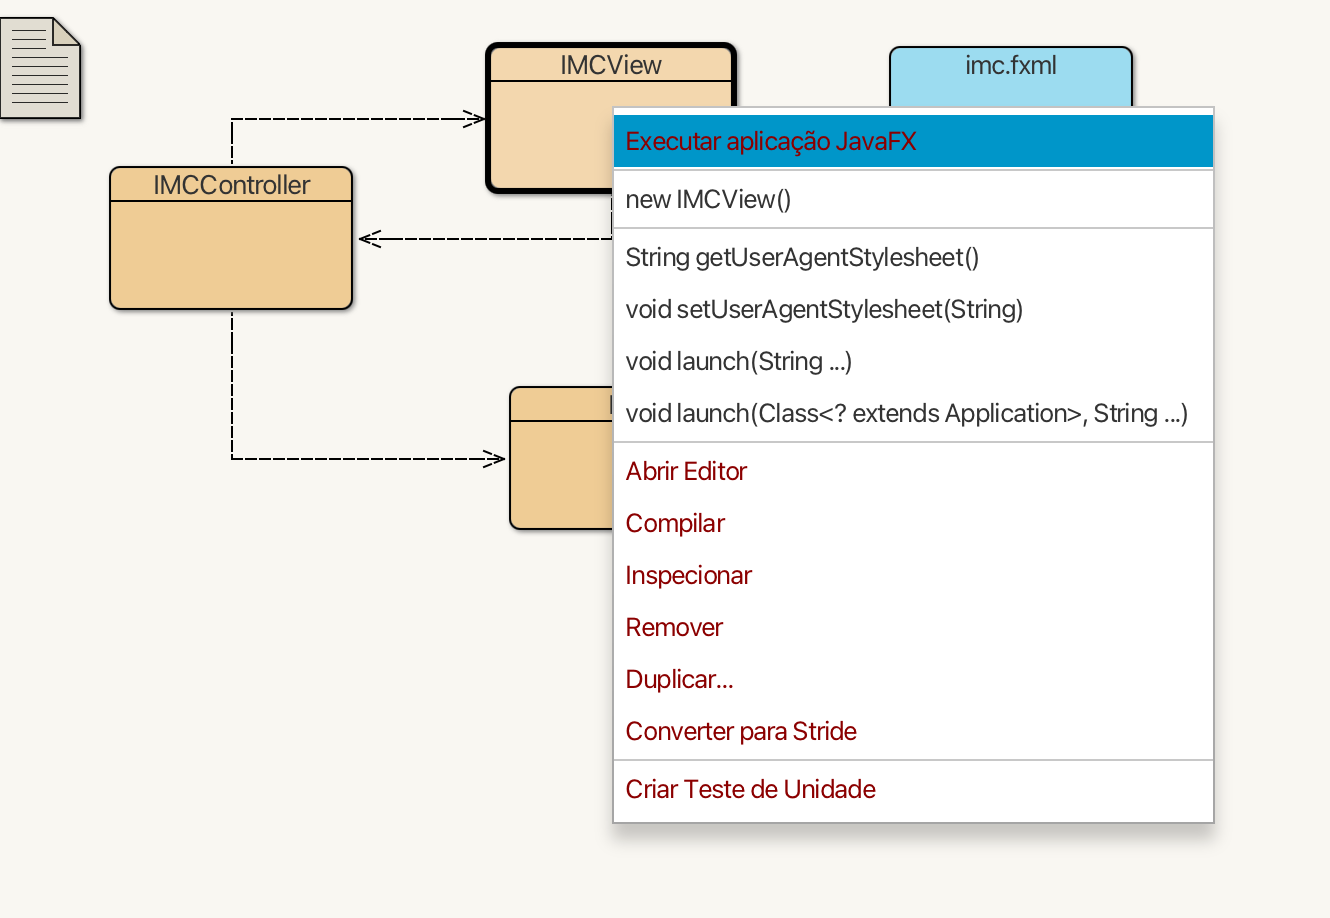 IMCView
imc.fxml
IMCController
Executar aplicação JavaFX
new IMCView()
String getUserAgentStylesheet()
void setUserAgentStylesheet(String)
void launch(String ...)
void launch(Class<? extends Application>, String ...)
Abrir Editor
Compilar
Inspecionar
Remover
Duplicar...
Converter para Stride
Criar Teste de Unidade